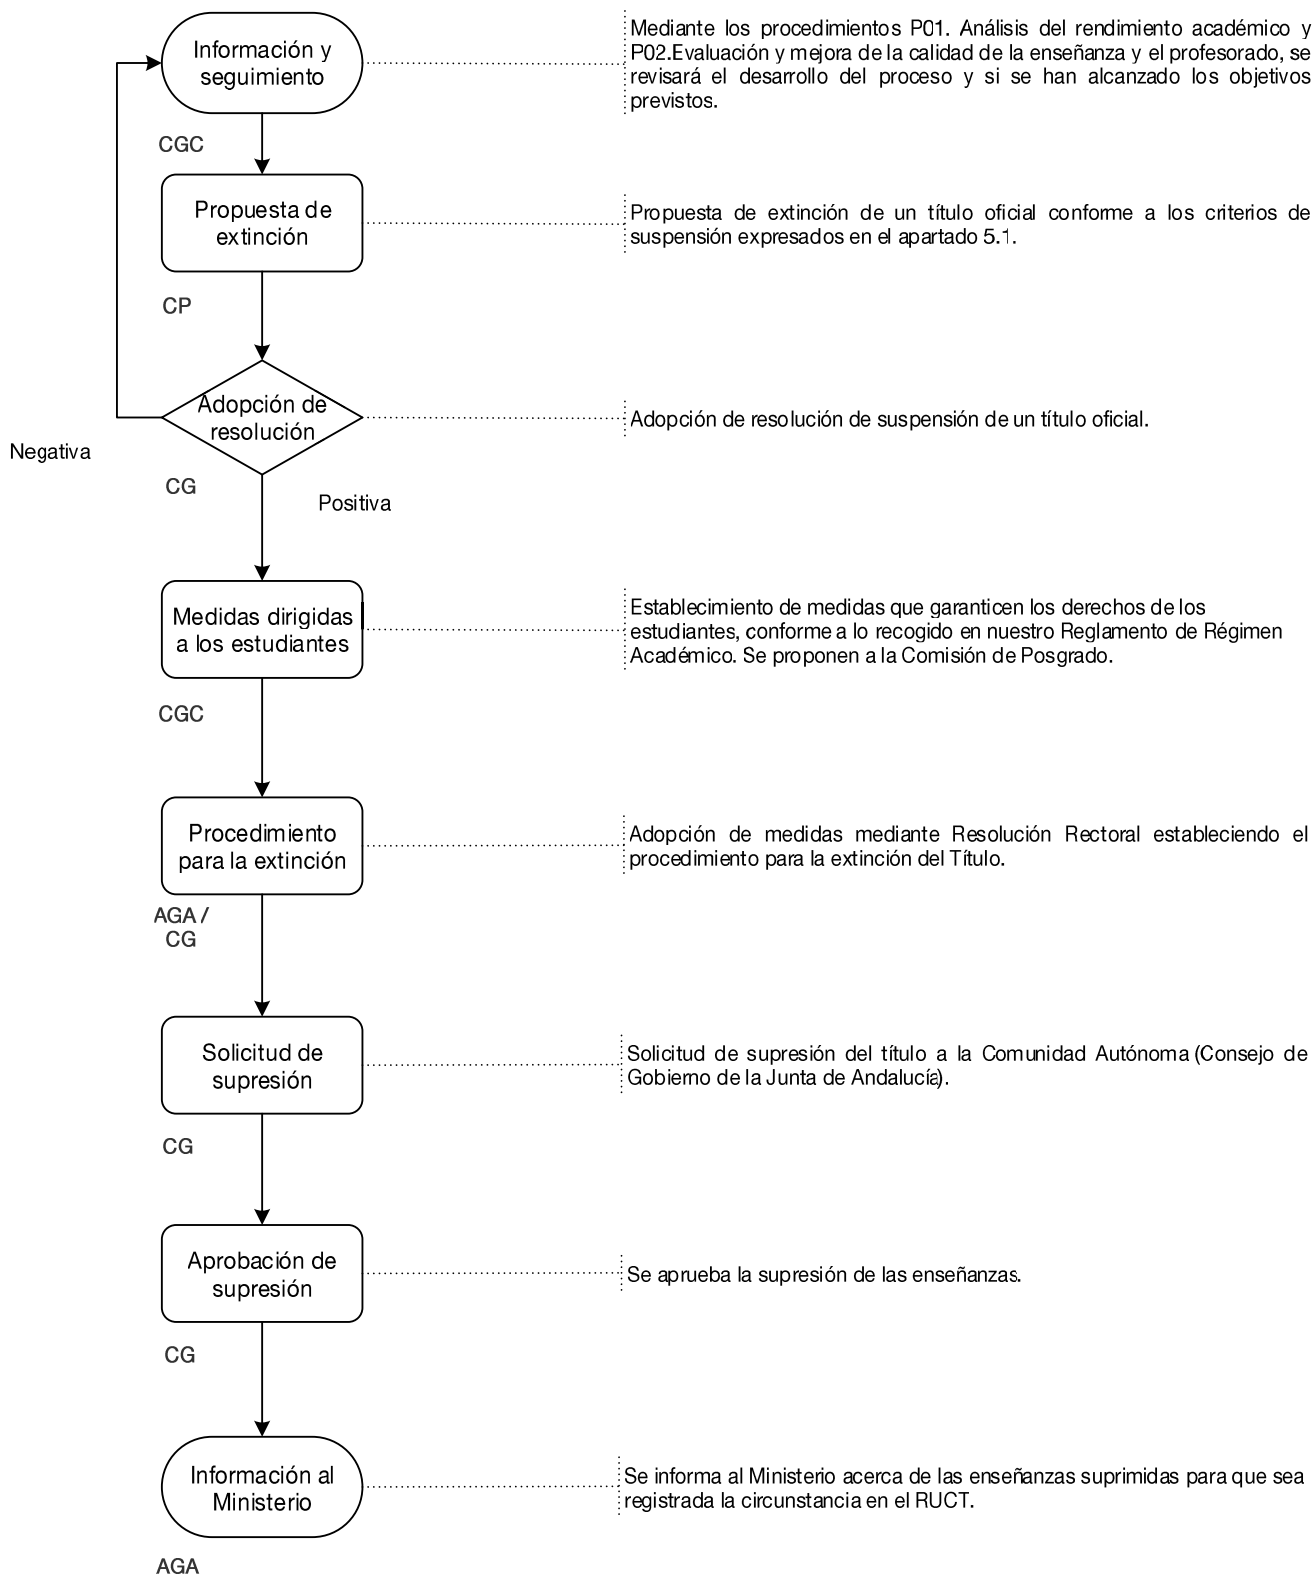 Información y
seguimiento
Mediante los procedimientos P01. Análisis del rendimiento académico y
P02.Evaluación y mejora de la calidad de la enseñanza y el profesorado, se
revisará el desarrollo del proceso y si se han alcanzado los objetivos
previstos.
CGC
Propuesta de
extinción
Propuesta de extinción de un título oficial conforme a los criterios de
suspensión expresados en el apartado 5.1.
CP
Adopción de
resolución
Adopción de resolución de suspensión de un título oficial.
Negativa
CG
Positiva
Medidas dirigidas
a los estudiantes
Establecimiento de medidas que garanticen los derechos de los
estudiantes, conforme a lo recogido en nuestro Reglamento de Régimen
Académico. Se proponen a la Comisión de Posgrado.
CGC
Procedimiento
para la extinción
Adopción de medidas mediante Resolución Rectoral estableciendo el
procedimiento para la extinción del Título.
AGA /
CG
Solicitud de
supresión
Solicitud de supresión del título a la Comunidad Autónoma (Consejo de
Gobierno de la Junta de Andalucía).
CG
Aprobación de
supresión
Se aprueba la supresión de las enseñanzas.
CG
Información al
Ministerio
Se informa al Ministerio acerca de las enseñanzas suprimidas para que sea
registrada la circunstancia en el RUCT.
AGA